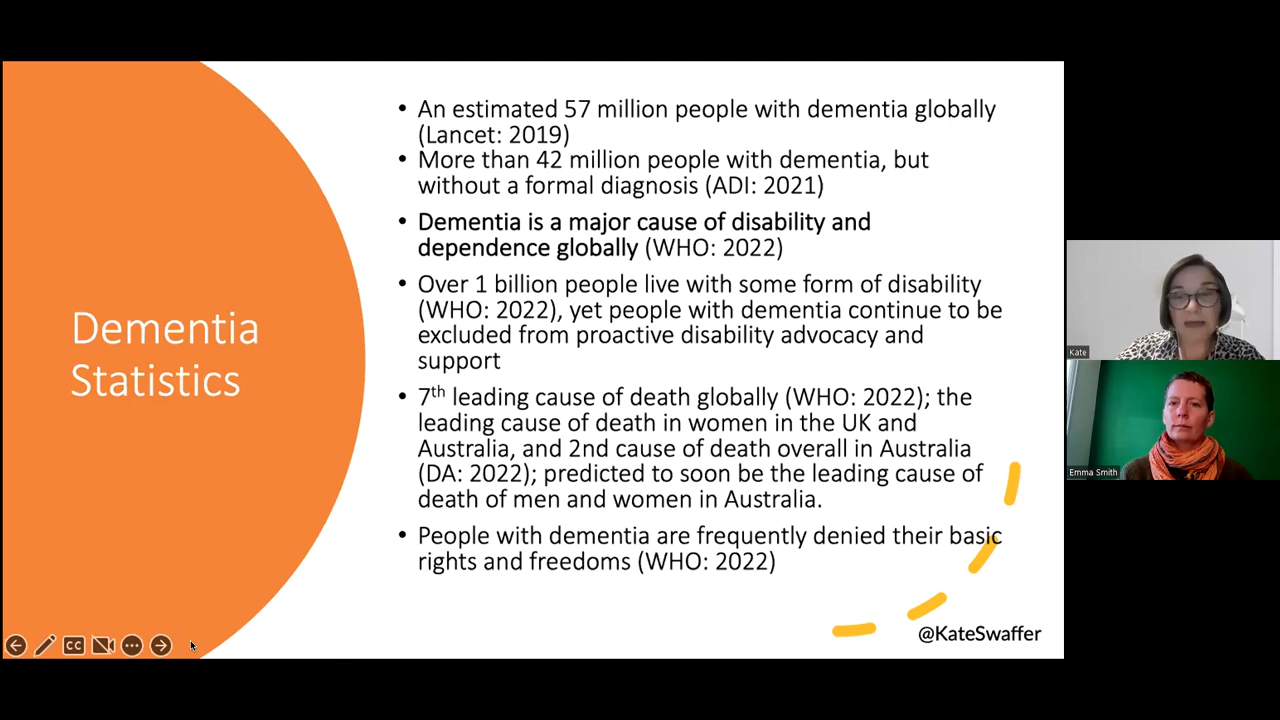 Dementia
Statistics
• An estimated 57 million people with dementia globally
(Lancet: 2019)
• More than 42 million people with dementia, but
without a formal diagnosis (ADI: 2021)
• Dementia is a major cause of disability and
dependence globally (WHO: 2022)
• Over 1 billion people live with some form of disability
(WHO: 2022), yet people with dementia continue to be
excluded from proactive disability advocacy and
support
• 7th leading cause of death globally (WHO: 2022); the
leading cause of death in women in the UK and
Australia, and 2nd cause of death overall in Australia
(DA: 2022); predicted to soon be the leading cause of
death of men and women in Australia.
• People with dementia are frequently denied their basic
rights and freedoms (WHO: 2022)
@KateSwaffer
CC
Kate
Emma Smith